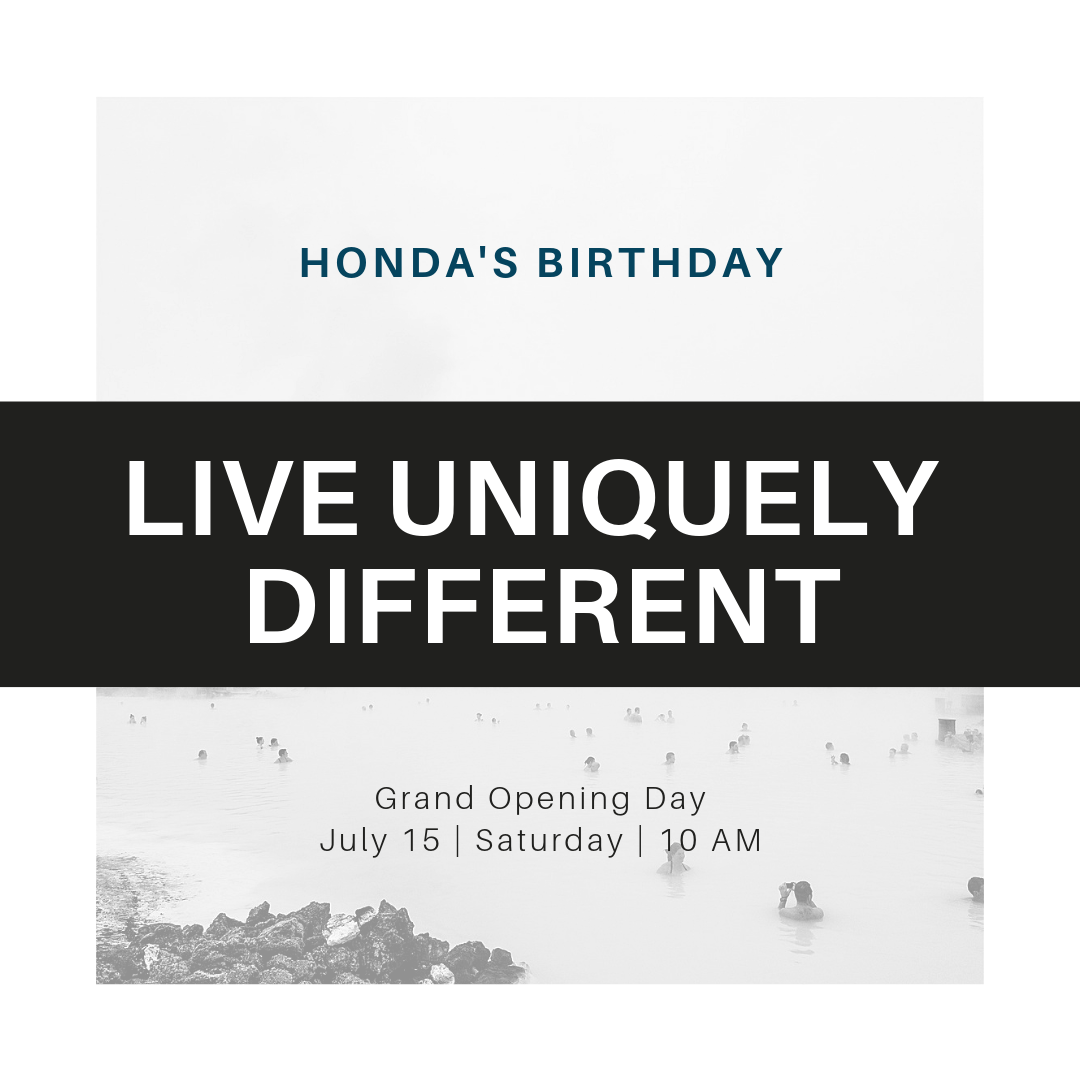 HONDA'S BIRTHDAY
LIVE UNIQUELY
DIFFERENT
Grand Opening Day
July 15 | Saturday | 10 AM